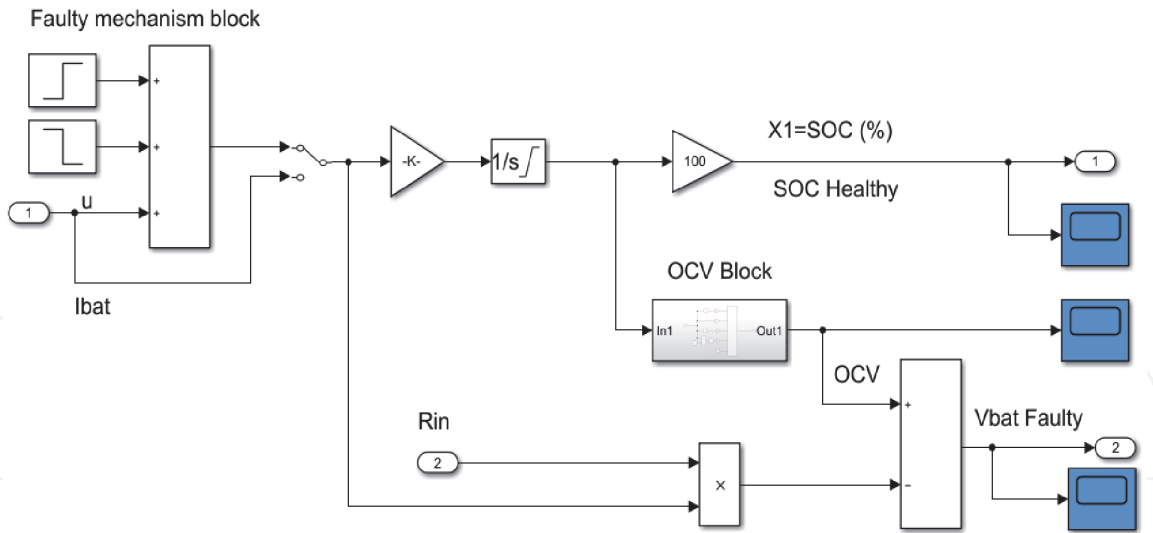 Faulty mechanism block
+
+
+
1
u
Ibat
-K-
1/s
100
X1=SOC (%)
SOC Healthy
1
OCV Block
In1
Out1
OCV
Rin
2
×
+
−
Vbat Faulty
2